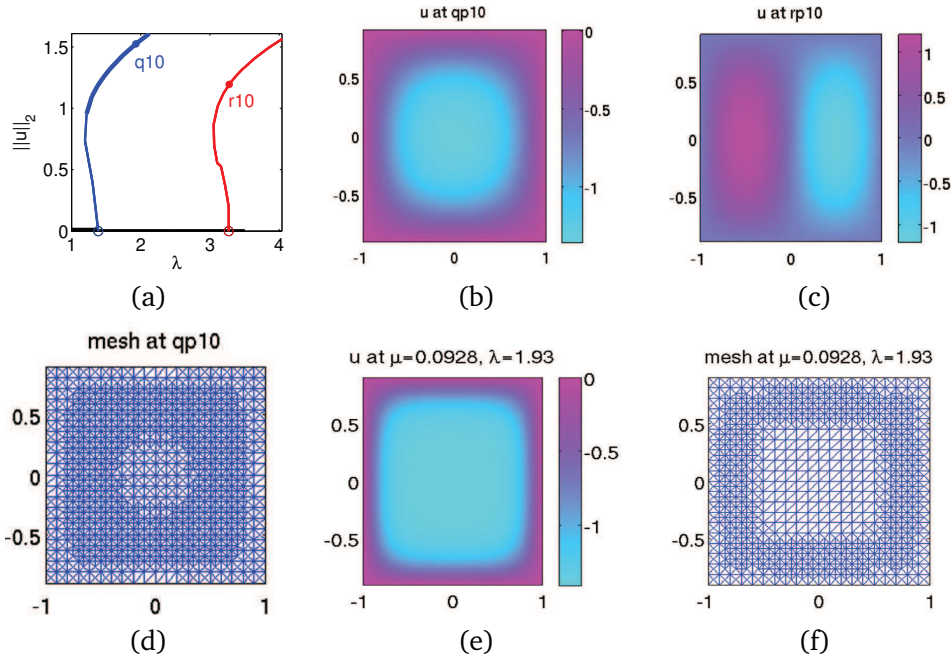 1.5
1
0.5
0
||u||₂
q10
r10
1 2 3 4
λ
(a)
u at qp10
0.5
0
-0.5
-1 0 1
0
-0.5
-1
(b)
u at rp10
0.5
0
-0.5
-1 0 1
1
0.5
0
-0.5
-1
(c)
mesh at qp10
0.5
0
-0.5
-1 0 1
(d)
u at μ=0.0928, λ=1.93
0.5
0
-0.5
-1 0 1
0
-0.5
-1
(e)
mesh at μ=0.0928, λ=1.93
0.5
0
-0.5
-1 0 1
(f)